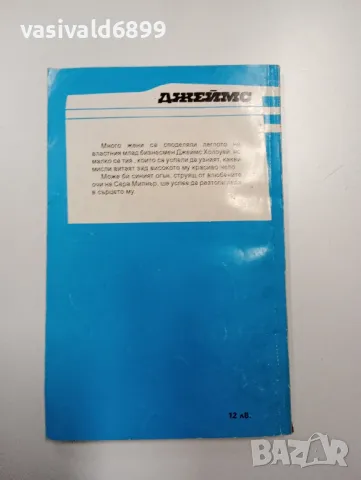 vasivald6899
ДЖЕЙМС
Много жени са споделяли леглото на
властния млад бизнесмен Джеймс Холоуей, но
малко са тия, които са успели да узнаят, какви
мисли витаят зад високото му красиво чело.
Може би синият огън, струящ от влюбените
очи на Сара Милнър, ще успее да разтопи леда
в сърцето му.
12 лв.
BAZAR